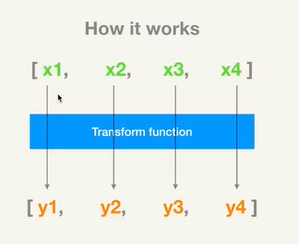 How it works
[ x1, x2, x3, x4 ]
Transform function
[ y1, y2, y3, y4 ]